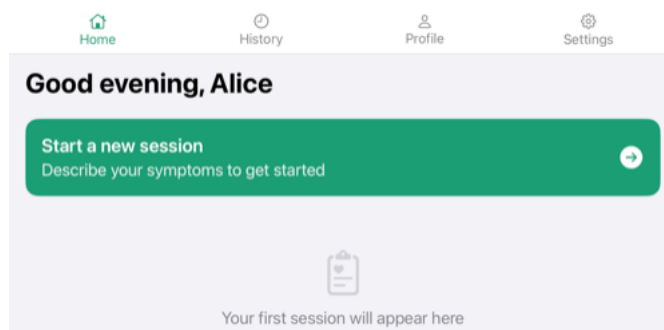 Home
History
Profile
Settings
Good evening, Alice
Start a new session
Describe your symptoms to get started
Your first session will appear here